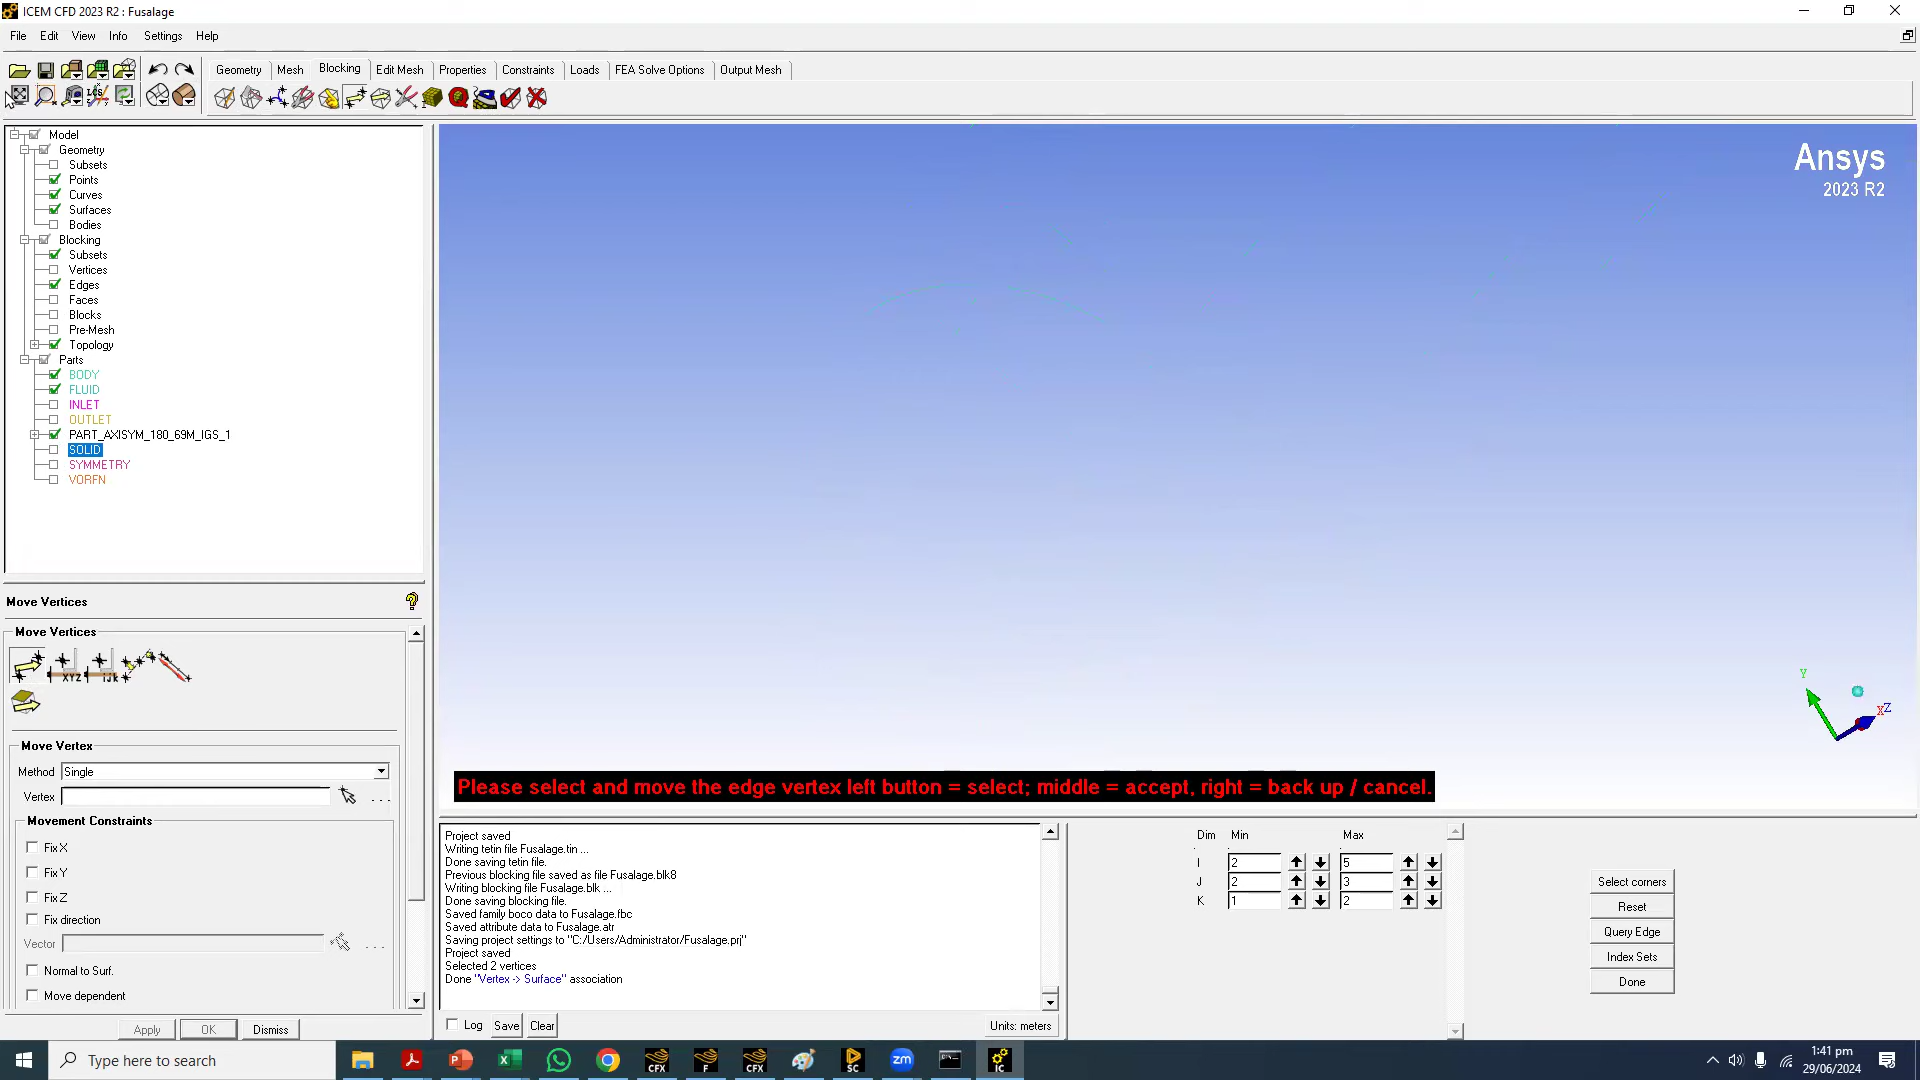 ICEM CFD 2023 R2 : Fusalage
File Edit View Info Settings Help
Geometry Mesh Blocking Edit Mesh Properties Constraints Loads FEA Solve Options Output Mesh
LCS
Model
Geometry
Subsets
Points
Curves
Surfaces
Bodies
Blocking
Subsets
Vertices
Edges
Faces
Blocks
Pre-Mesh
Topology
Parts
BODY
FLUID
INLET
OUTLET
PART_AXISYM_180_69M_IGS_1
SOLID
SYMMETRY
VORFN
Ansys
2023 R2
Y
X Z
Move Vertices
Move Vertices
XYZ
ijk
Move Vertex
Method Single
Vertex
Movement Constraints
Fix X
Fix Y
Fix Z
Fix direction
Vector
Normal to Surf.
Move dependent
Apply OK Dismiss
Please select and move the edge vertex left button = select; middle = accept, right = back up / cancel.
Project saved
Writing tetin file Fusalage.tin ...
Done saving tetin file.
Previous blocking file saved as file Fusalage.blk8
Writing blocking file Fusalage.blk ...
Done saving blocking file.
Saved family boco data to Fusalage.fbc
Saved attribute data to Fusalage.atr
Saving project settings to "C:/Users/Administrator/Fusalage.prj"
Project saved
Selected 2 vertices
Done "Vertex -> Surface" association
Log Save Clear
Units: meters
Dim Min Max
I 2 5
J 2 3
K 1 2
Select corners
Reset
Query Edge
Index Sets
Done
Type here to search
CFX
F
CFX
SC
zm
IC
1:41 pm
29/06/2024